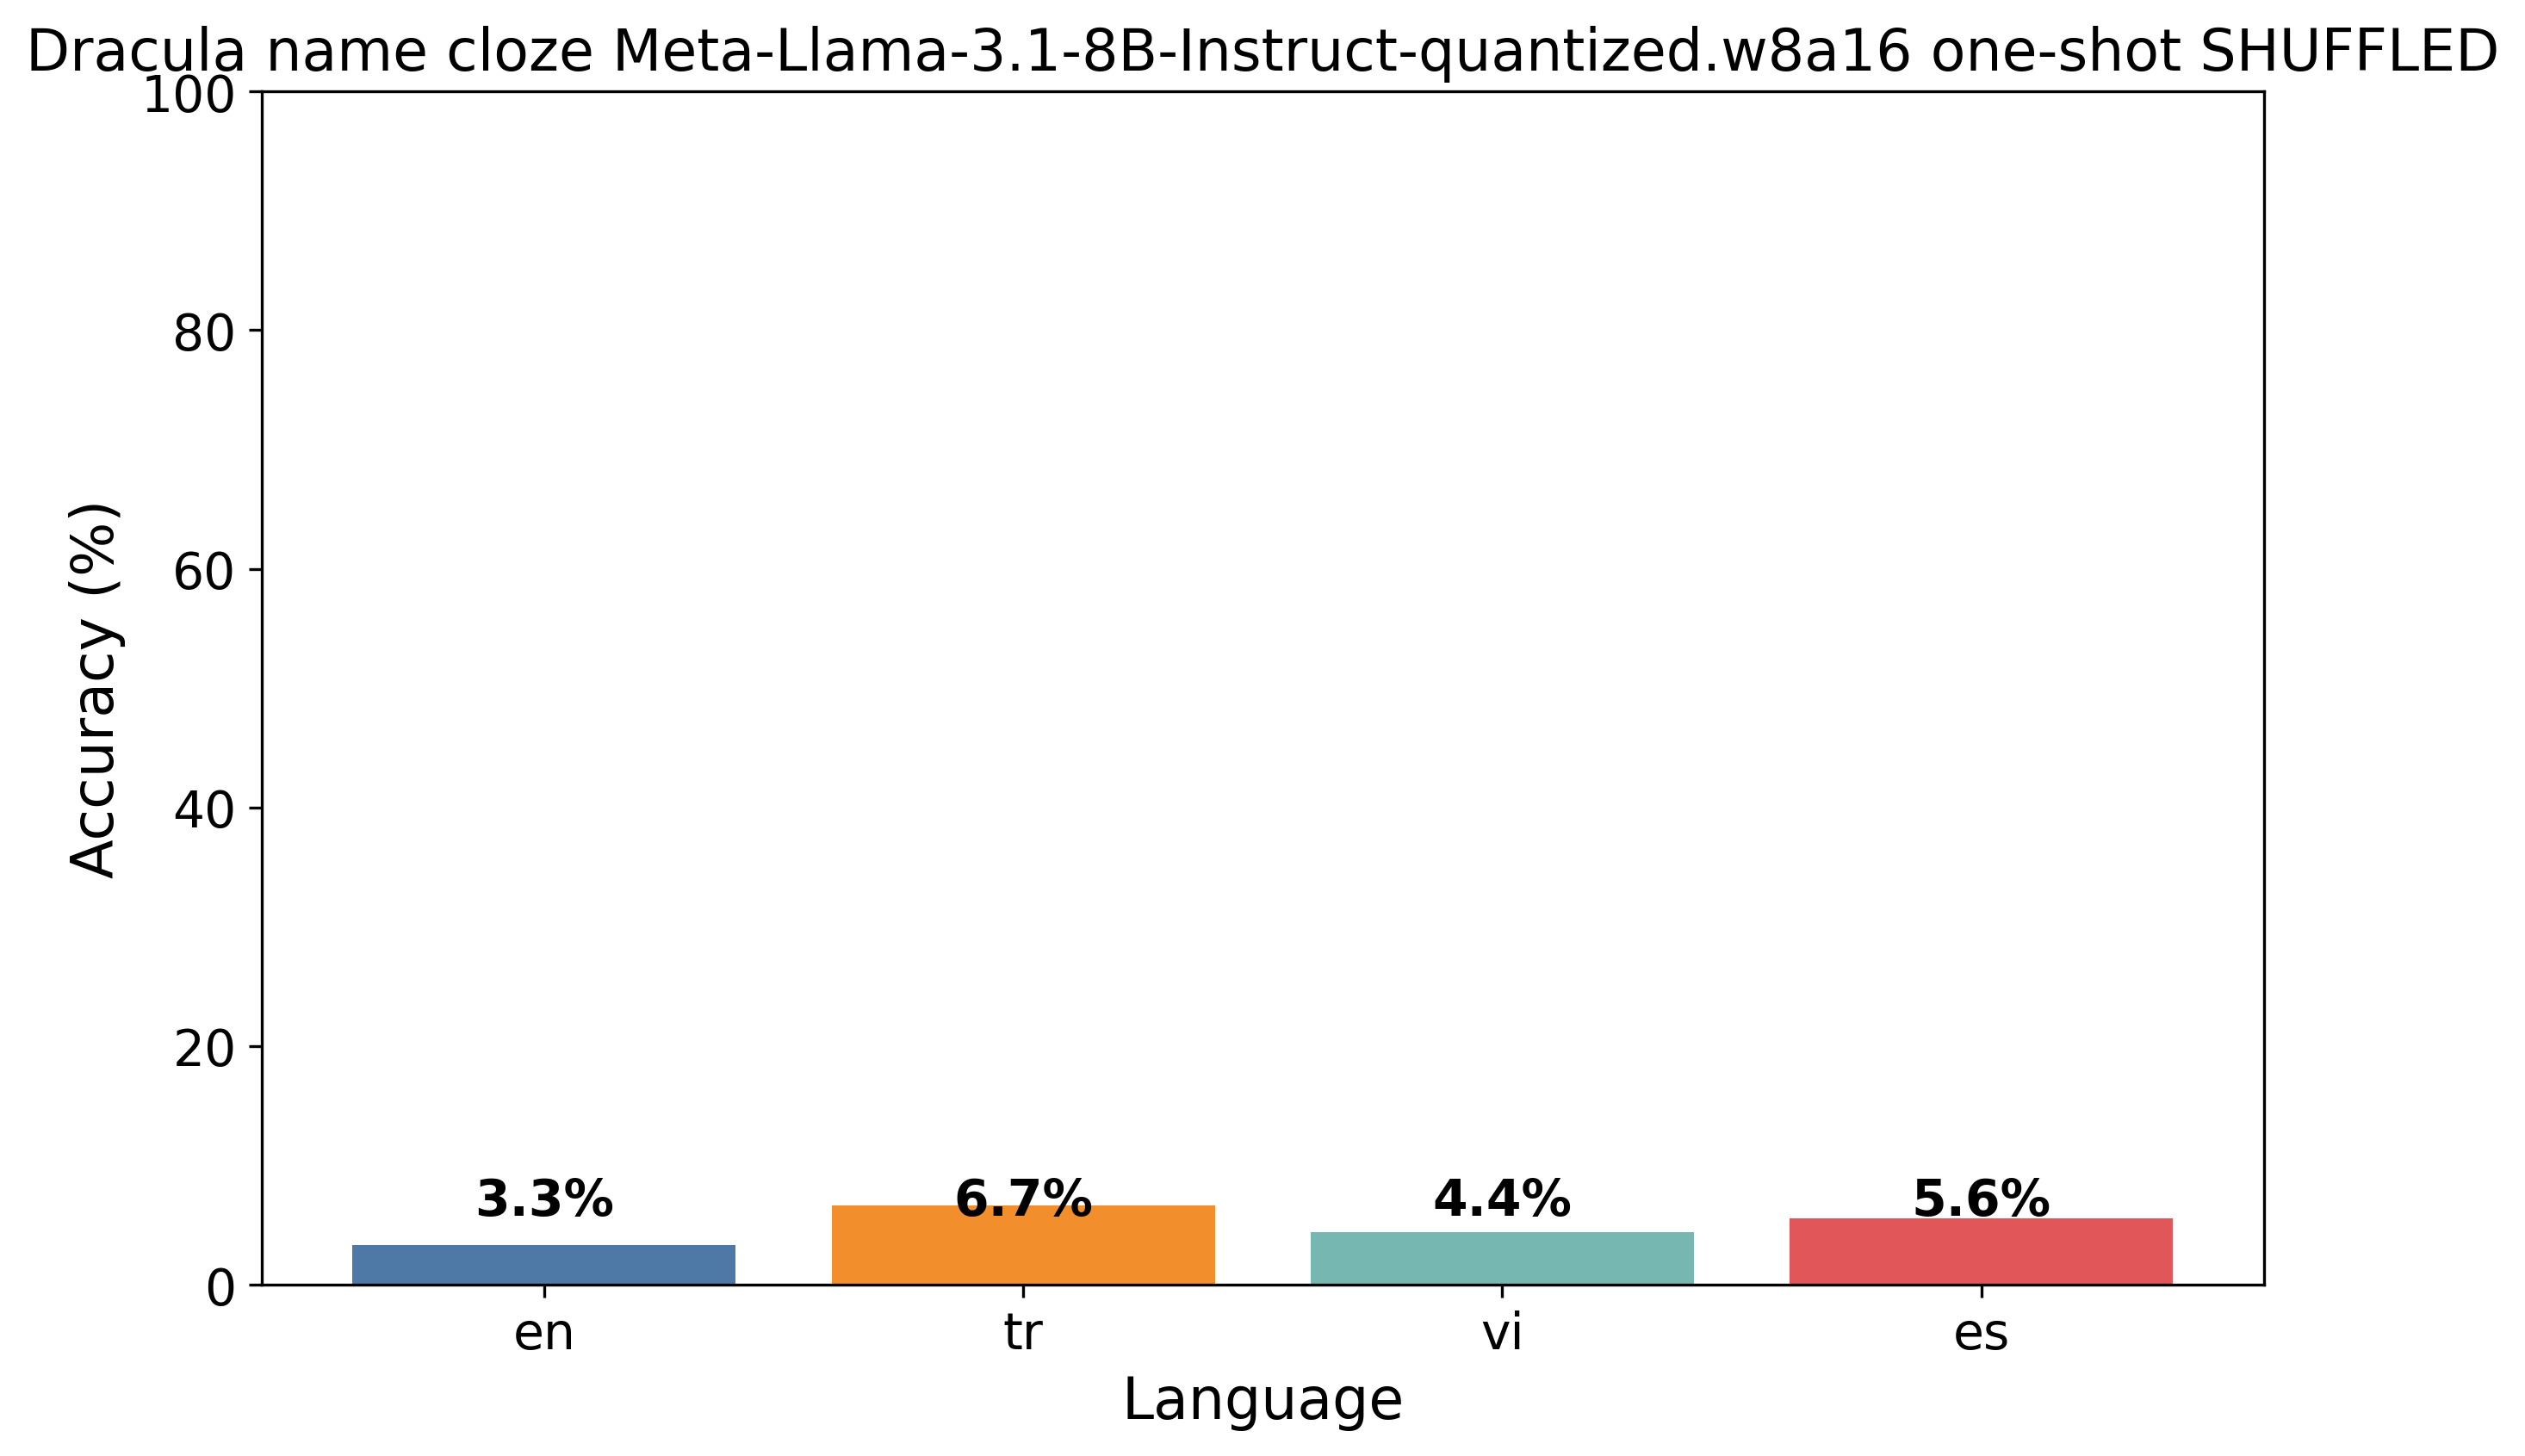 Dracula name cloze Meta-Llama-3.1-8B-Instruct-quantized.w8a16 one-shot SHUFFLED
100
80
60
40
20
0
Accuracy (%)
3.3%
6.7%
4.4%
5.6%
en
tr
vi
es
Language